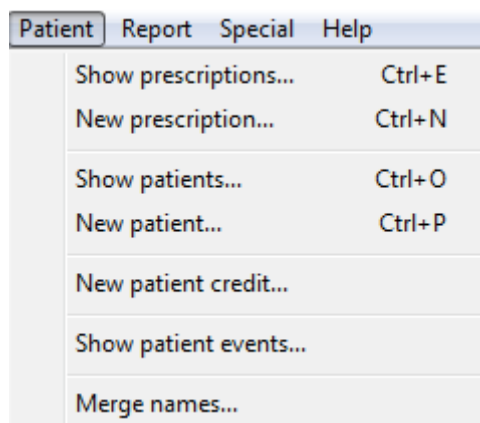 Patient Report Special Help
Show prescriptions... Ctrl+E
New prescription... Ctrl+N
Show patients... Ctrl+O
New patient... Ctrl+P
New patient credit...
Show patient events...
Merge names...